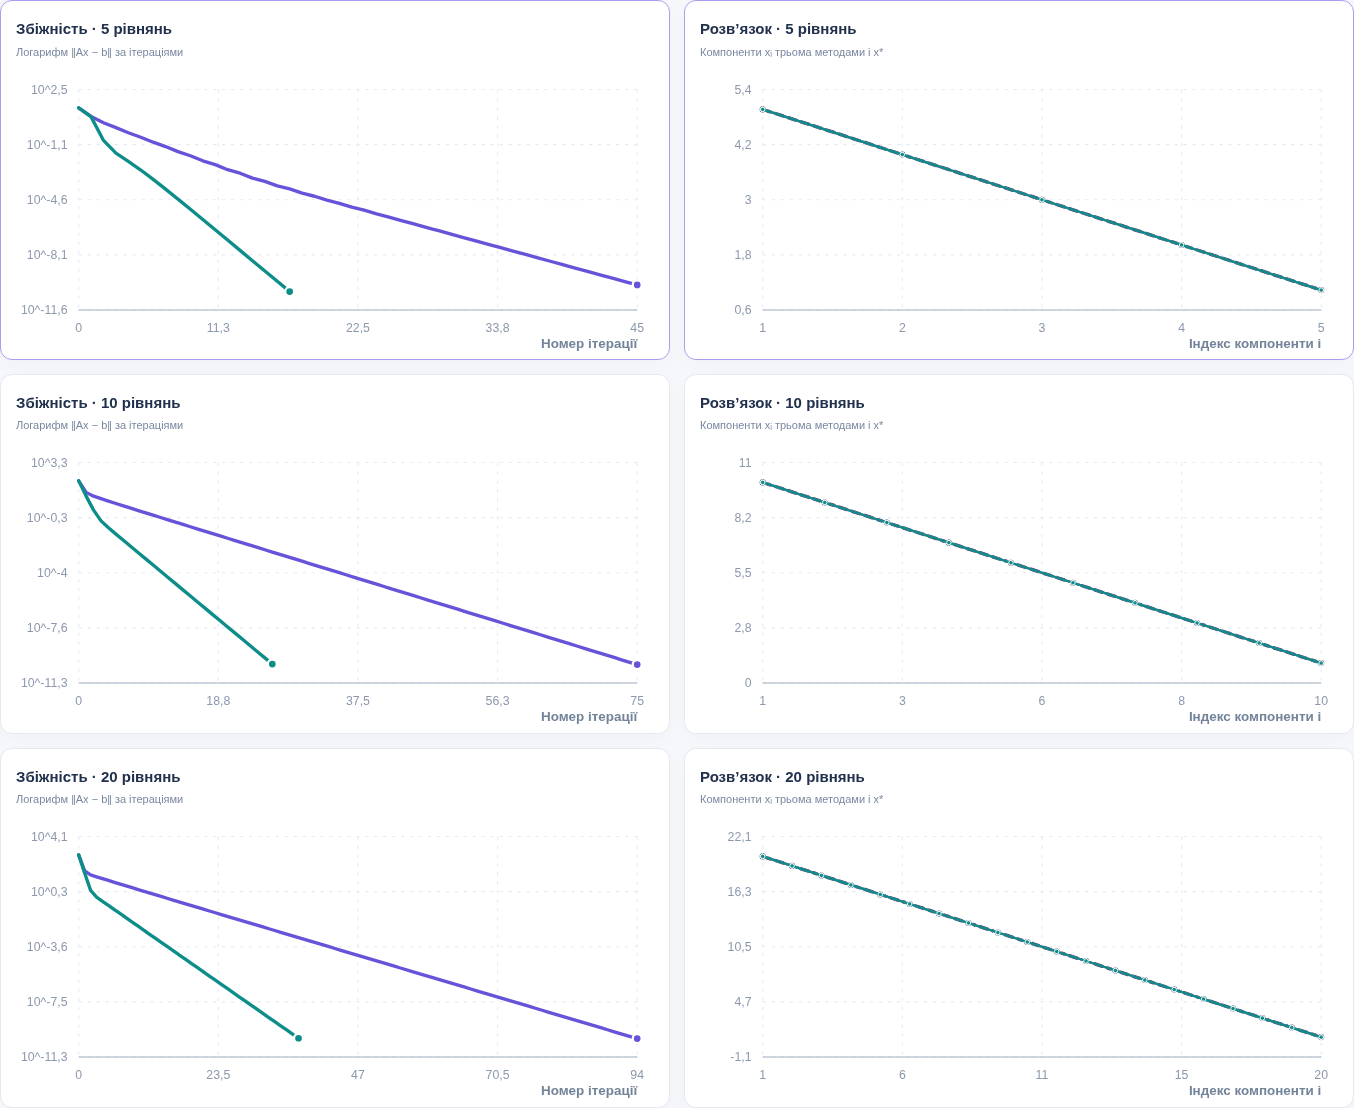 Збіжність · 5 рівнянь
Логарифм ‖Ax − b‖ за ітераціями
10^2,5
10^-1,1
10^-4,6
10^-8,1
10^-11,6
0 11,3 22,5 33,8 45
Номер ітерації
Розв’язок · 5 рівнянь
Компоненти xᵢ трьома методами і x*
5,4
4,2
3
1,8
0,6
1 2 3 4 5
Індекс компоненти i
Збіжність · 10 рівнянь
Логарифм ‖Ax − b‖ за ітераціями
10^3,3
10^-0,3
10^-4
10^-7,6
10^-11,3
0 18,8 37,5 56,3 75
Номер ітерації
Розв’язок · 10 рівнянь
Компоненти xᵢ трьома методами і x*
11
8,2
5,5
2,8
0
1 3 6 8 10
Індекс компоненти i
Збіжність · 20 рівнянь
Логарифм ‖Ax − b‖ за ітераціями
10^4,1
10^0,3
10^-3,6
10^-7,5
10^-11,3
0 23,5 47 70,5 94
Номер ітерації
Розв’язок · 20 рівнянь
Компоненти xᵢ трьома методами і x*
22,1
16,3
10,5
4,7
-1,1
1 6 11 15 20
Індекс компоненти i